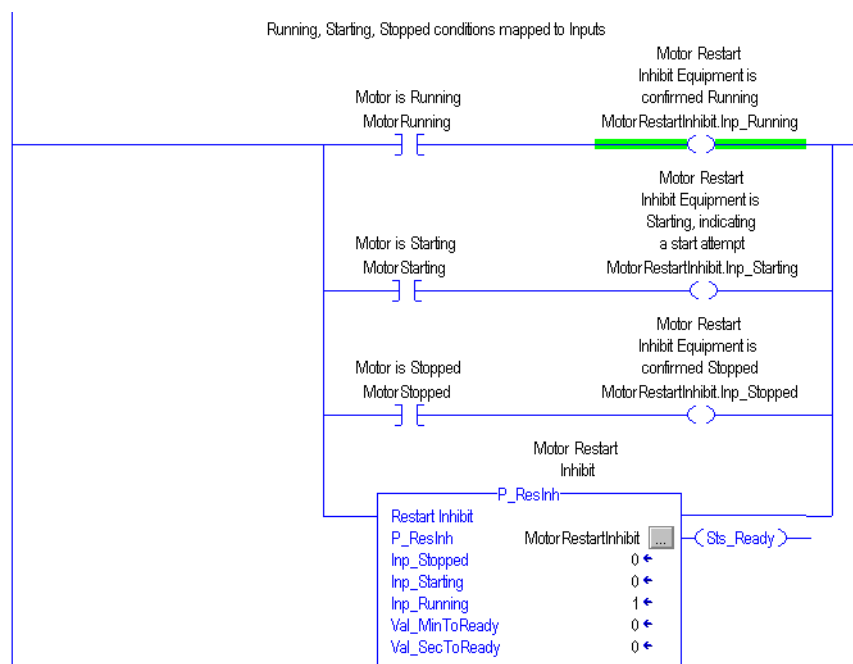 Running, Starting, Stopped conditions mapped to Inputs
Motor is Running
MotorRunning
Motor Restart
Inhibit Equipment is
confirmed Running
MotorRestartInhibit.Inp_Running
Motor is Starting
MotorStarting
Motor Restart
Inhibit Equipment is
Starting, indicating
a start attempt
MotorRestartInhibit.Inp_Starting
Motor is Stopped
MotorStopped
Motor Restart
Inhibit Equipment is
confirmed Stopped
MotorRestartInhibit.Inp_Stopped
Motor Restart
Inhibit
P_ResInh
Restart Inhibit
P_ResInh MotorRestartInhibit ... Sts_Ready
Inp_Stopped 0
Inp_Starting 0
Inp_Running 1
Val_MinToReady 0
Val_SecToReady 0